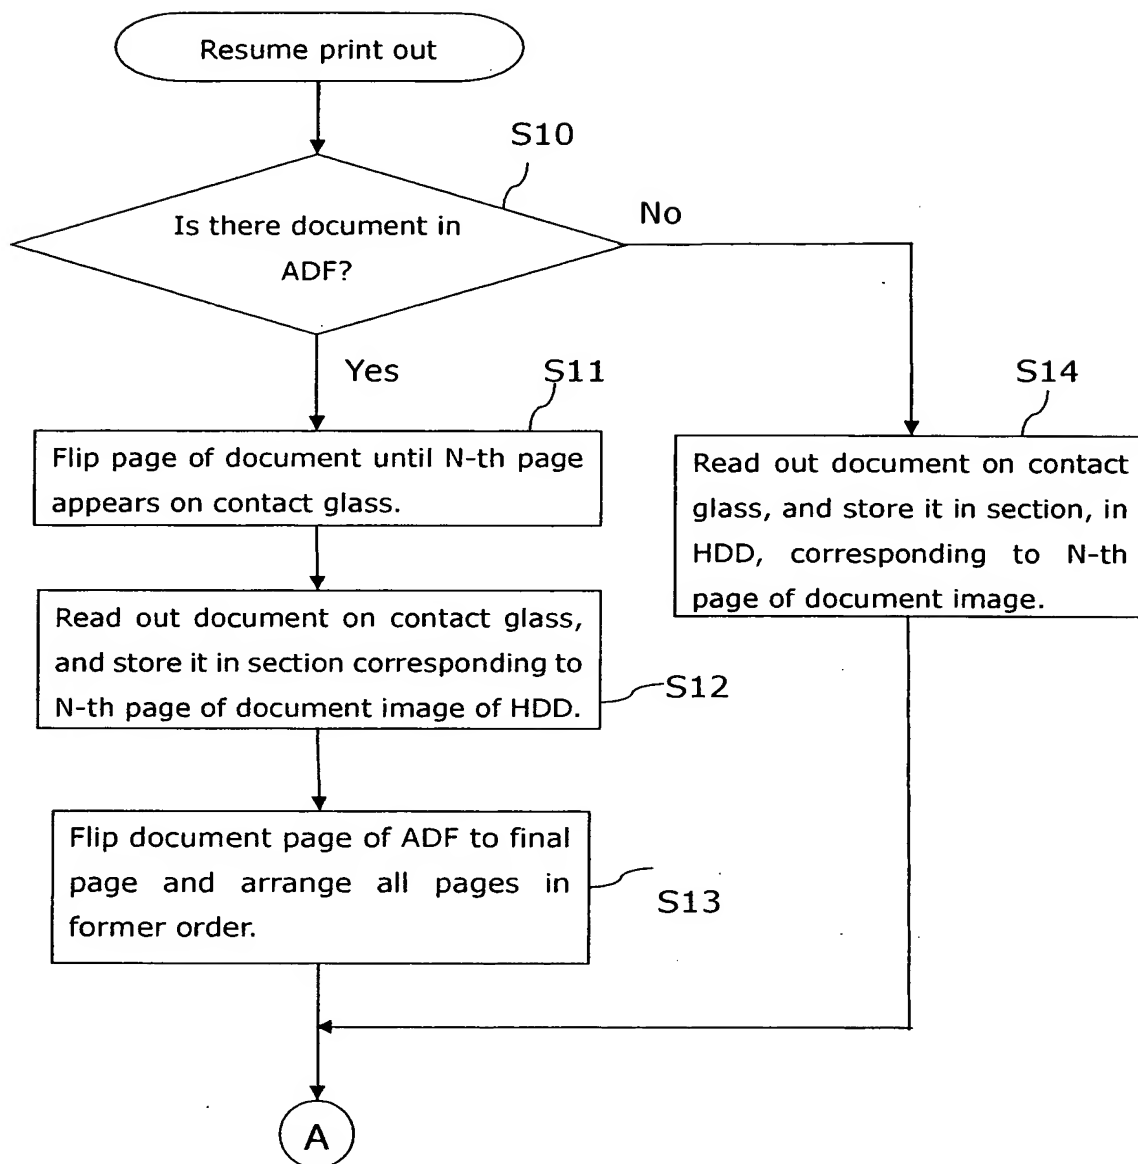 Resume print out
S10
Is there document in
ADF?
No
Yes
S11
S14
Flip page of document until N-th page
appears on contact glass.
Read out document on contact
glass, and store it in section, in
HDD, corresponding to N-th
page of document image.
Read out document on contact glass,
and store it in section corresponding to
N-th page of document image of HDD.
S12
Flip document page of ADF to final
page and arrange all pages in
former order.
S13
A